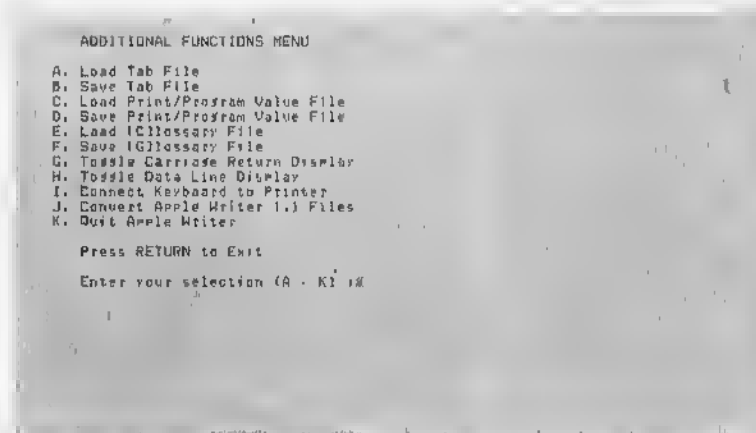 ADDITIONAL FUNCTIONS MENU
A. Load Tab File
B. Save Tab File
C. Load Print/Program Value File
D. Save Print/Program Value File
E. Load [G]lossary File
F. Save [G]lossary File
G. Toggle Carriage Return Display
H. Toggle Data Line Display
I. Connect Keyboard to Printer
J. Convert Apple Writer 1.1 Files
K. Quit Apple Writer
Press RETURN to Exit
Enter your selection (A - K) :